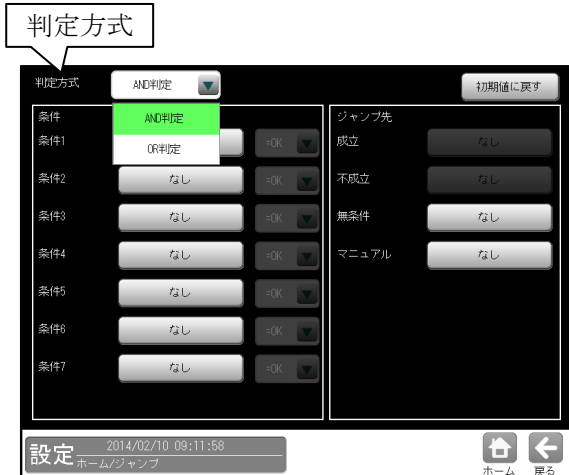 判定方式
判定方式 AND判定 初期値に戻す
AND判定
OR判定
条件
条件1 =OK
条件2 なし =OK
条件3 なし =OK
条件4 なし =OK
条件5 なし =OK
条件6 なし =OK
条件7 なし =OK
ジャンプ先
成立 なし
不成立 なし
無条件 なし
マニュアル なし
設定 2014/02/10 09:11:58
ホーム/ジャンプ
ホーム 戻る